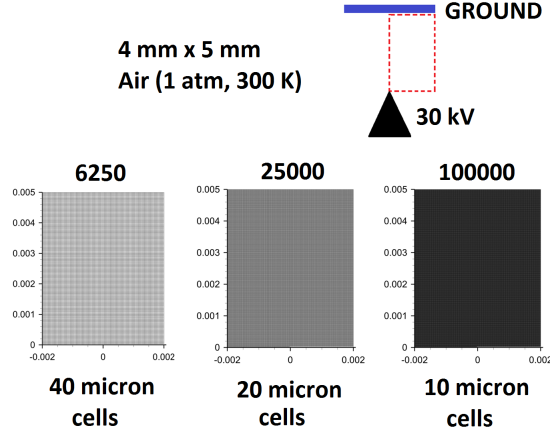 GROUND
4 mm x 5 mm
Air (1 atm, 300 K)
30 kV
6250 25000 100000
0.005 0.005 0.005
0.004 0.004 0.004
0.003 0.003 0.003
0.002 0.002 0.002
0.001 0.001 0.001
0 0 0
-0.002 0 0.002 -0.002 0 0.002 -0.002 0 0.002
40 micron 20 micron 10 micron
cells cells cells